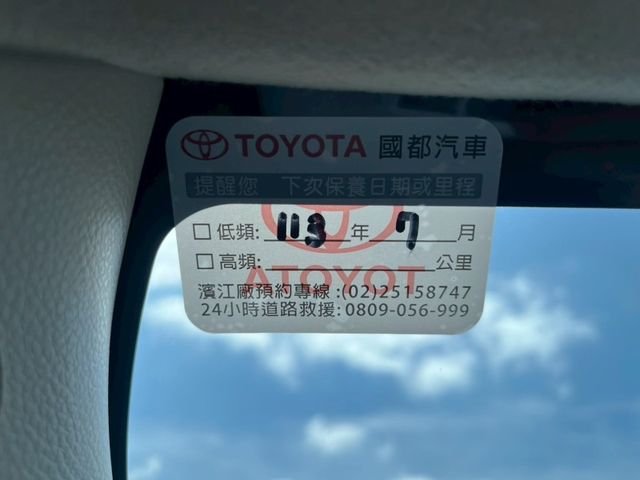 TOYOTA 國都汽車
提醒您 下次保養日期或里程
□ 低頻: 113 年 7 月
□ 高頻: 公里
TOYOTA
濱江廠預約專線:(02)25158747
24小時道路救援:0809-056-999